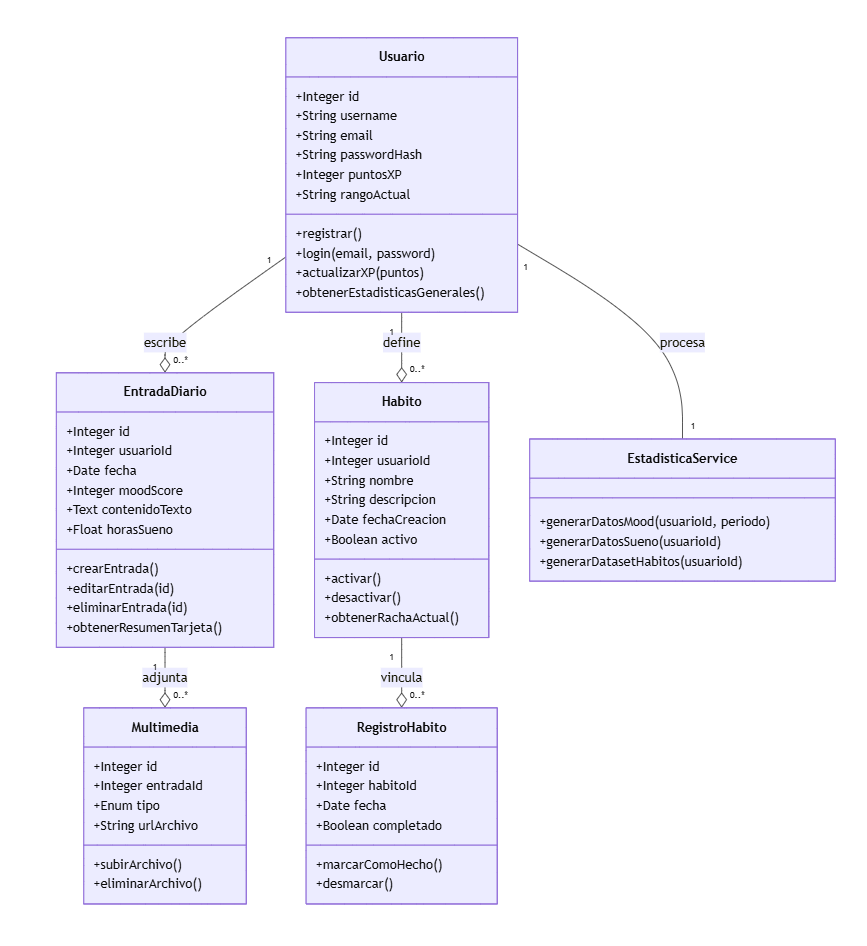 Usuario
+Integer id
+String username
+String email
+String passwordHash
+Integer puntosXP
+String rangoActual
+registrar()
+login(email, password)
+actualizarXP(puntos)
+obtenerEstadisticasGenerales()
1
1
1
escribe
define
procesa
0..*
0..*
1
EntradaDiario
+Integer id
+Integer usuarioId
+Date fecha
+Integer moodScore
+Text contenidoTexto
+Float horasSueno
+crearEntrada()
+editarEntrada(id)
+eliminarEntrada(id)
+obtenerResumenTarjeta()
Habito
+Integer id
+Integer usuarioId
+String nombre
+String descripcion
+Date fechaCreacion
+Boolean activo
+activar()
+desactivar()
+obtenerRachaActual()
EstadisticaService
+generarDatosMood(usuarioId, periodo)
+generarDatosSueno(usuarioId)
+generarDatasetHabitos(usuarioId)
1
adjunta
0..*
1
vincula
0..*
Multimedia
+Integer id
+Integer entradaId
+Enum tipo
+String urlArchivo
+subirArchivo()
+eliminarArchivo()
RegistroHabito
+Integer id
+Integer habitoId
+Date fecha
+Boolean completado
+marcarComoHecho()
+desmarcar()